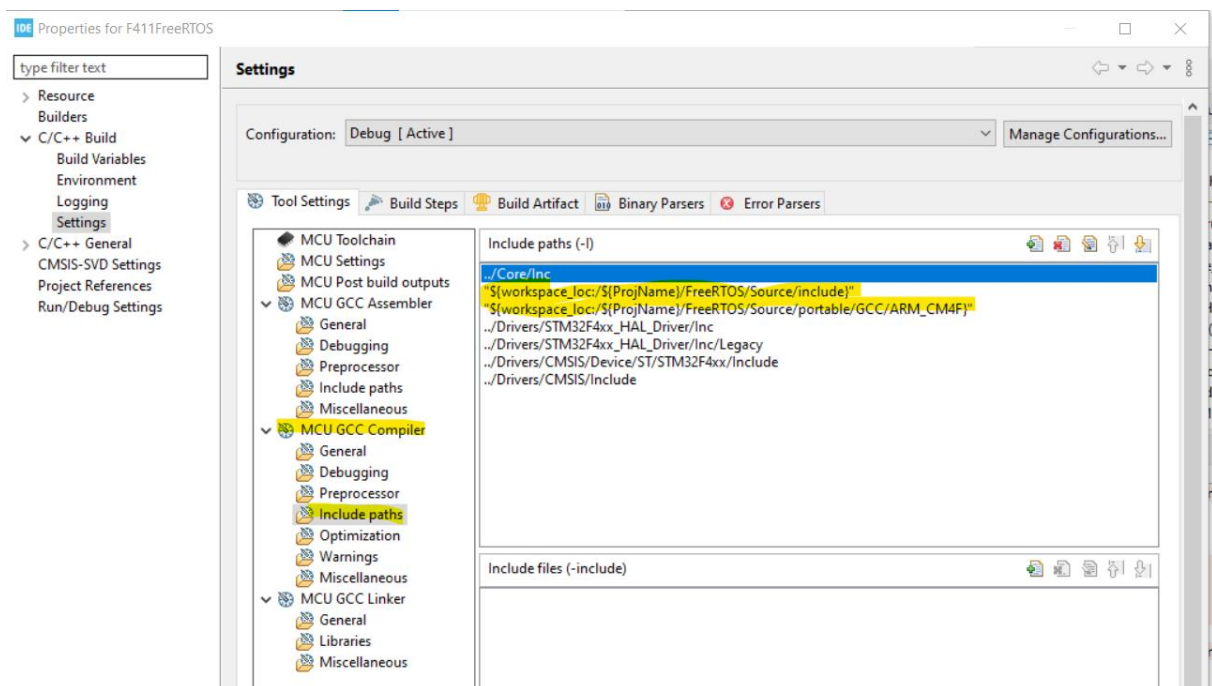 IDE Properties for F411FreeRTOS
type filter text
Resource
Builders
C/C++ Build
Build Variables
Environment
Logging
Settings
C/C++ General
CMSIS-SVD Settings
Project References
Run/Debug Settings
Settings
Configuration: Debug [ Active ]
Manage Configurations...
Tool Settings
Build Steps
Build Artifact
Binary Parsers
Error Parsers
MCU Toolchain
MCU Settings
MCU Post build outputs
MCU GCC Assembler
General
Debugging
Preprocessor
Include paths
Miscellaneous
MCU GCC Compiler
General
Debugging
Preprocessor
Include paths
Optimization
Warnings
Miscellaneous
MCU GCC Linker
General
Libraries
Miscellaneous
Include paths (-I)
../Core/Inc
"${workspace_loc:/${ProjName}/FreeRTOS/Source/include}"
"${workspace_loc:/${ProjName}/FreeRTOS/Source/portable/GCC/ARM_CM4F}"
../Drivers/STM32F4xx_HAL_Driver/Inc
../Drivers/STM32F4xx_HAL_Driver/Inc/Legacy
../Drivers/CMSIS/Device/ST/STM32F4xx/Include
../Drivers/CMSIS/Include
Include files (-include)